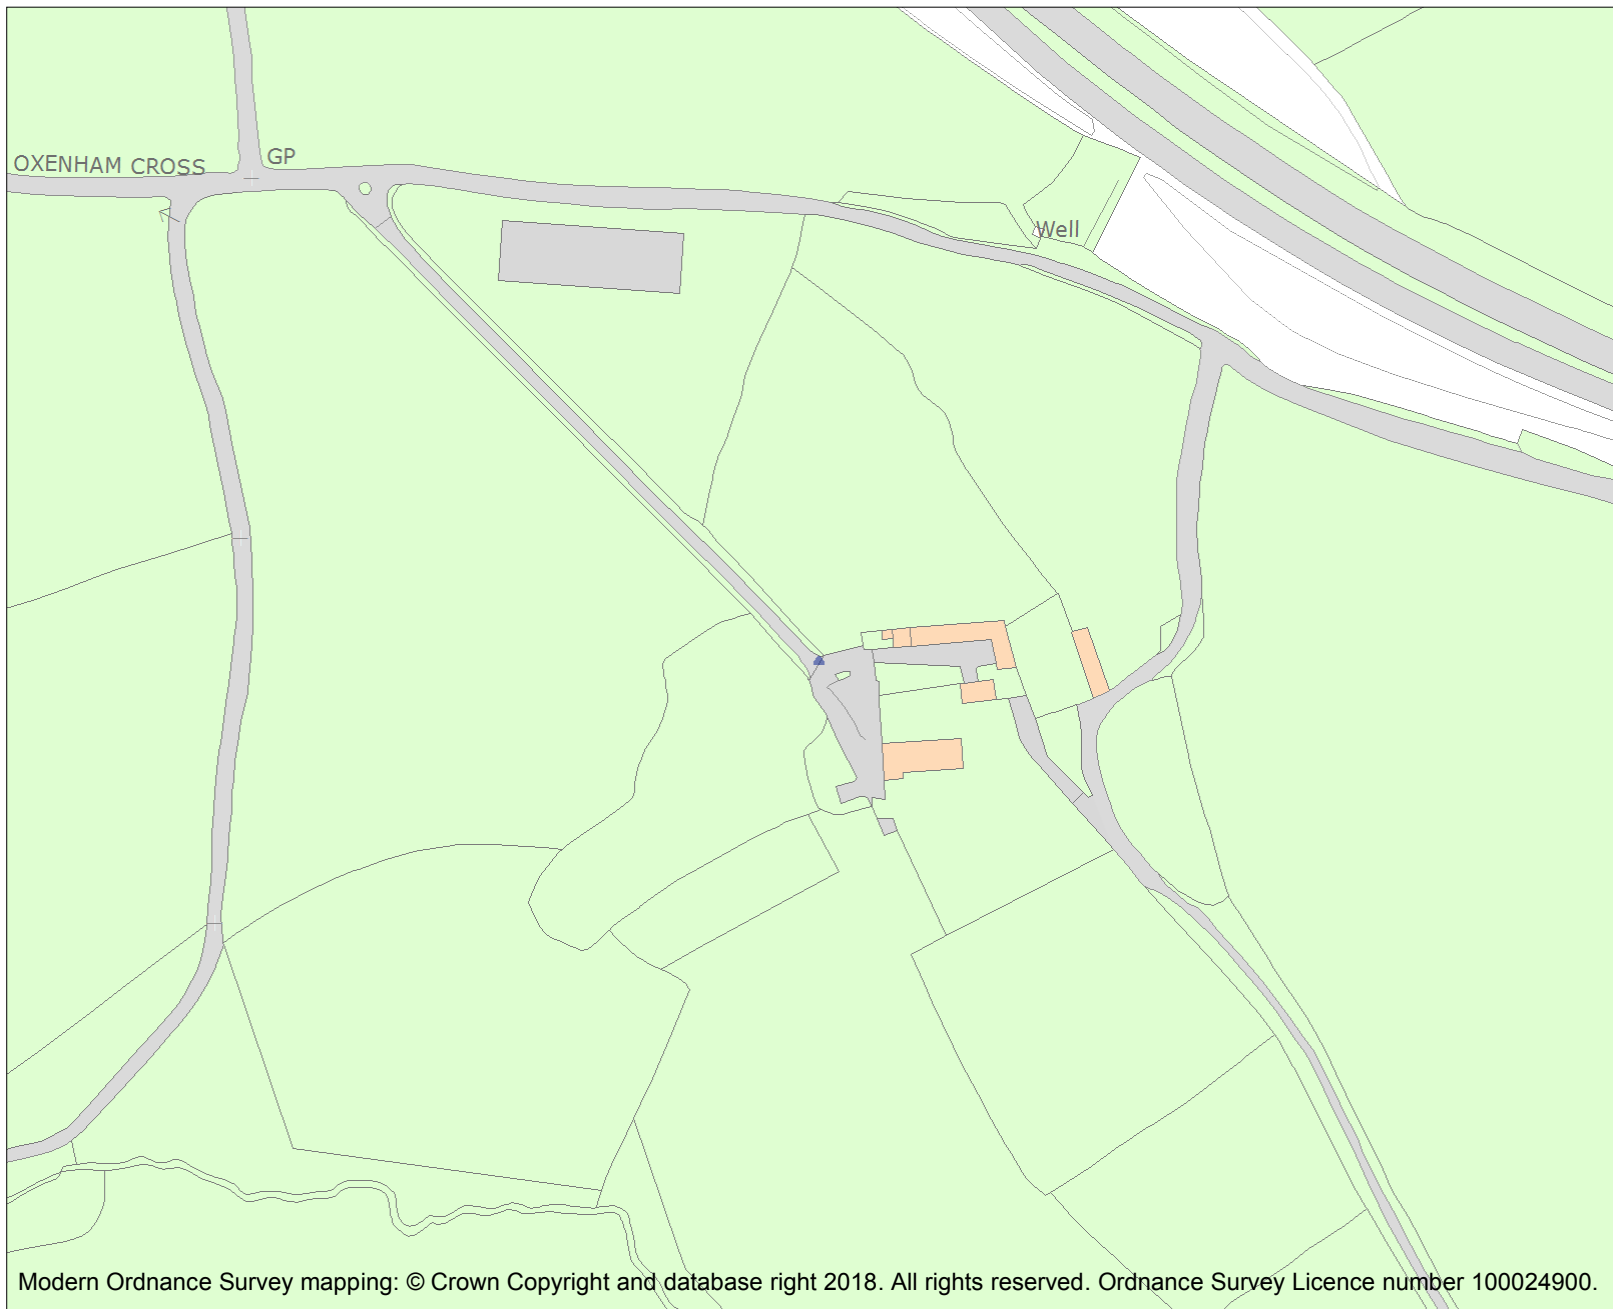 GP
OXENHAM CROSS
Well
Modern Ordnance Survey mapping: © Crown Copyright and database right 2018. All rights reserved. Ordnance Survey Licence number 100024900.